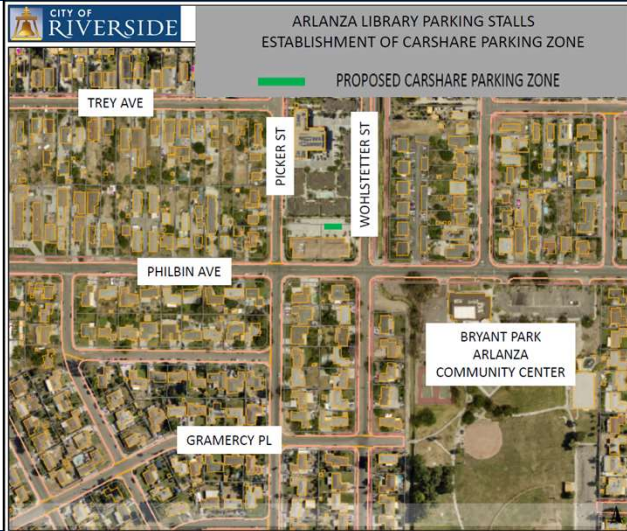 CITY OF
RIVERSIDE
ARLANZA LIBRARY PARKING STALLS
ESTABLISHMENT OF CARSHARE PARKING ZONE
PROPOSED CARSHARE PARKING ZONE
TREY AVE
PICKER ST
WOHLSTETTER ST
PHILBIN AVE
BRYANT PARK
ARLANZA
COMMUNITY CENTER
GRAMERCY PL